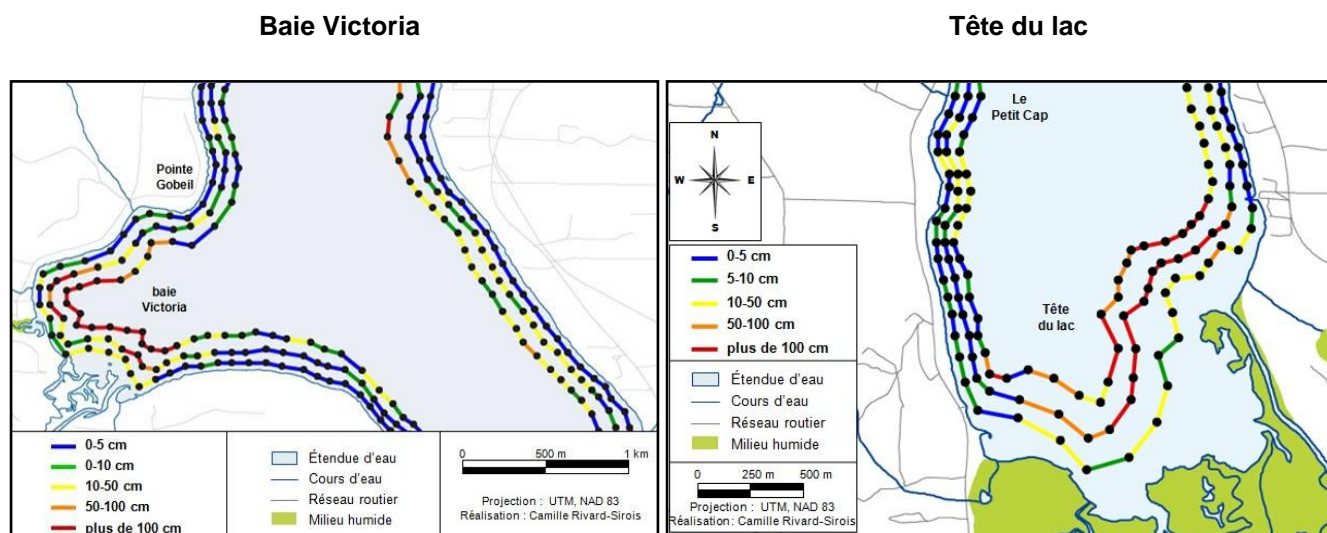 Baie Victoria
Pointe
Gobeil
baie
Victoria
0-5 cm
0-10 cm
10-50 cm
50-100 cm
plus de 100 cm
Étendue d'eau
Cours d'eau
Réseau routier
Milieu humide
0 500 m 1 km
Projection : UTM, NAD 83
Réalisation : Camille Rivard-Sirois
Tête du lac
Le
Petit Cap
N
W E
S
0-5 cm
5-10 cm
10-50 cm
50-100 cm
plus de 100 cm
Tête
du lac
Étendue d'eau
Cours d'eau
Réseau routier
Milieu humide
0 250 m 500 m
Projection : UTM, NAD 83
Réalisation : Camille Rivard-Sirois